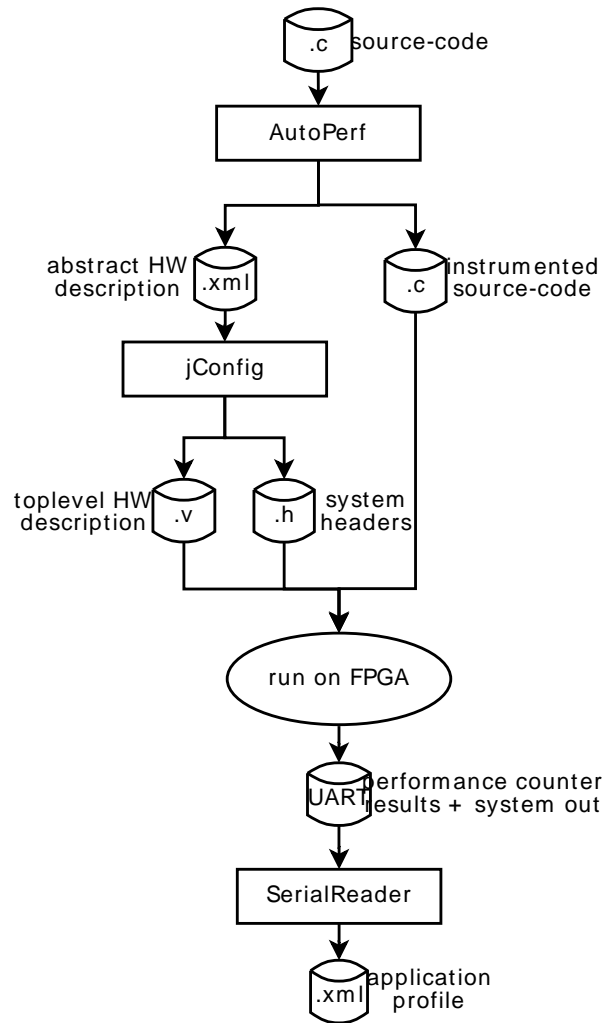 .c source-code
AutoPerf
abstract HW
description
.xml
.c
instrumented
source-code
jConfig
toplevel HW
description
.v
.h
system
headers
run on FPGA
UART
performance counter
results + system out
SerialReader
.xml
application
profile